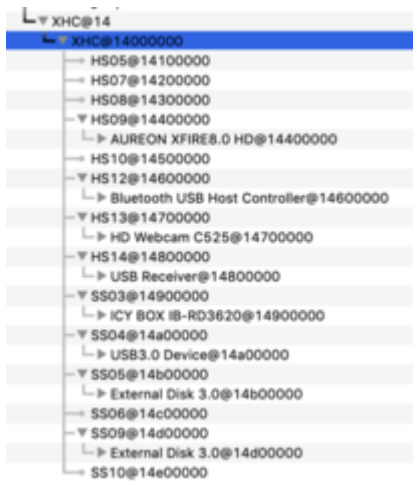 XHC@14
XHC@14000000
HS05@14100000
HS07@14200000
HS08@14300000
HS09@14400000
AUREON XFIRE8.0 HD@14400000
HS10@14500000
HS12@14600000
Bluetooth USB Host Controller@14600000
HS13@14700000
HD Webcam C525@14700000
HS14@14800000
USB Receiver@14800000
SS03@14900000
ICY BOX IB-RD3620@14900000
SS04@14a00000
USB3.0 Device@14a00000
SS05@14b00000
External Disk 3.0@14b00000
SS06@14c00000
SS09@14d00000
External Disk 3.0@14d00000
SS10@14e00000